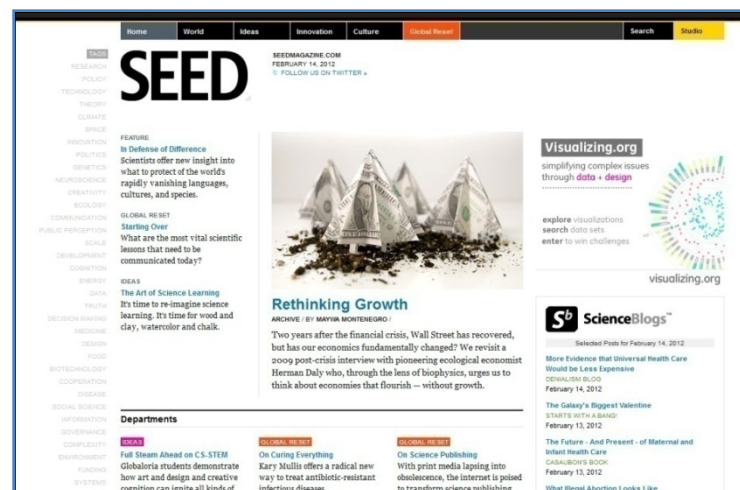 Home World Ideas Innovation Culture Global Reset Search Studio
SEED
SEEDMAGAZINE.COM
FEBRUARY 14, 2012
FOLLOW US ON TWITTER »
TAGS
RESEARCH
POLICY
TECHNOLOGY
THEORY
CLIMATE
SPACE
INNOVATION
POLITICS
GENETICS
NEUROSCIENCE
CREATIVITY
ECOLOGY
COMMUNICATION
PUBLIC PERCEPTION
SCALE
DEVELOPMENT
COGNITION
ENERGY
DATA
TRUTH
DECISION MAKING
MEDICINE
DESIGN
FOOD
BIOTECHNOLOGY
COOPERATION
DISEASE
SOCIAL SCIENCE
INFORMATION
GOVERNANCE
COMPLEXITY
ENVIRONMENT
FUNDING
SYSTEMS
FEATURE
In Defense of Difference
Scientists offer new insight into
what to protect of the world's
rapidly vanishing languages,
cultures, and species.
GLOBAL RESET
Starting Over
What are the most vital scientific
lessons that need to be
communicated today?
IDEAS
The Art of Science Learning
It's time to re-imagine science
learning. It's time for wood and
clay, watercolor and chalk.
Rethinking Growth
ARCHIVE / BY MAYWA MONTENEGRO /
Two years after the financial crisis, Wall Street has recovered,
but has our economics fundamentally changed? We revisit a
2009 post-crisis interview with pioneering ecological economist
Herman Daly who, through the lens of biophysics, urges us to
think about economies that flourish — without growth.
Visualizing.org
simplifying complex issues
through data + design
explore visualizations
search data sets
enter to win challenges
visualizing.org
Sb ScienceBlogs™
Selected Posts for February 14, 2012
More Evidence that Universal Health Care
Would be Less Expensive
DENIALISM BLOG
February 14, 2012
The Galaxy's Biggest Valentine
STARTS WITH A BANG!
February 13, 2012
The Future - And Present - of Maternal and
Infant Health Care
CASAUBON'S BOOK
February 13, 2012
What Illegal Abortion Looks Like
Departments
IDEAS
Full Steam Ahead on CS-STEM
Globaloria students demonstrate
how art and design and creative
cognition can ignite all kinds of
GLOBAL RESET
On Curing Everything
Kary Mullis offers a radical new
way to treat antibiotic-resistant
infectious diseases
GLOBAL RESET
On Science Publishing
With print media lapsing into
obsolescence, the internet is poised
to transform science publishing